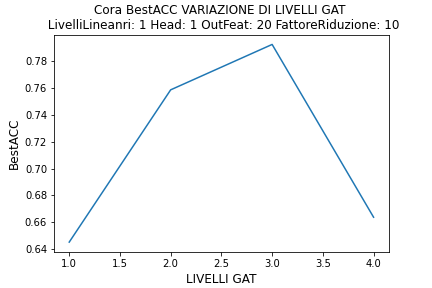 Cora BestACC VARIAZIONE DI LIVELLI GAT
LivelliLineanri: 1 Head: 1 OutFeat: 20 FattoreRiduzione: 10
BestACC
0.78
0.76
0.74
0.72
0.70
0.68
0.66
0.64
1.0 1.5 2.0 2.5 3.0 3.5 4.0
LIVELLI GAT